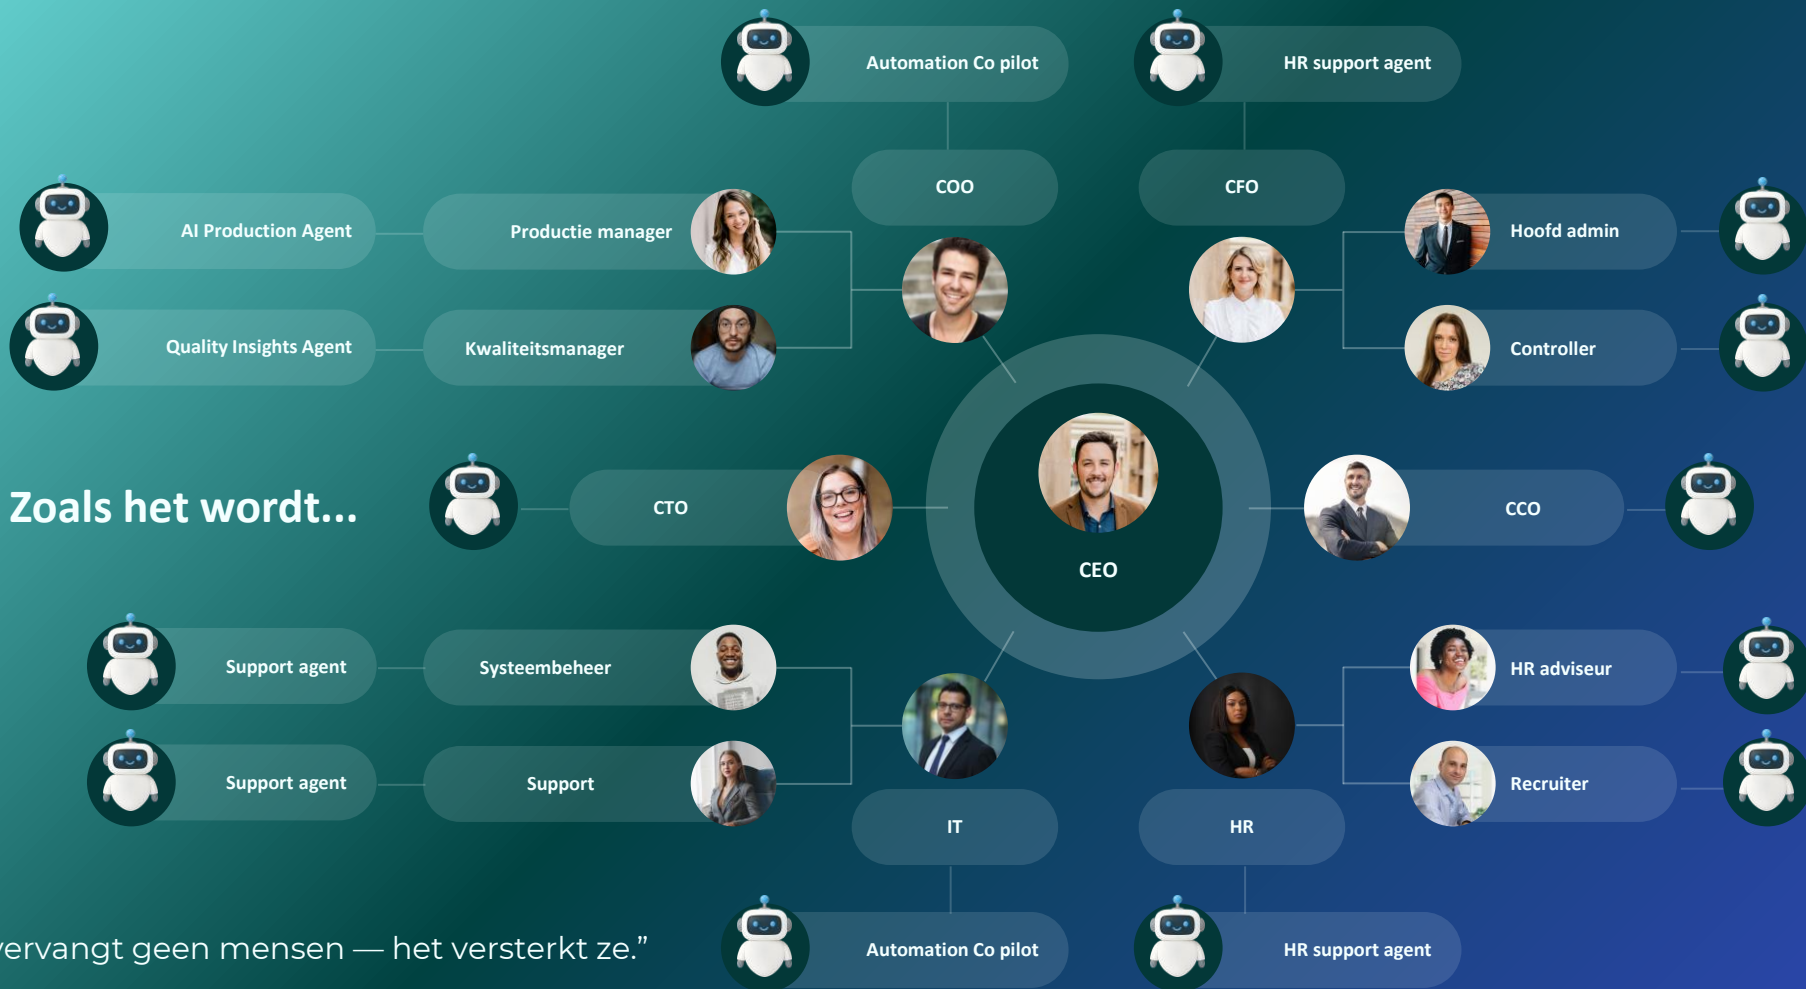 Automation Co pilot
HR support agent
COO
CFO
AI Production Agent
Productie manager
Hoofd admin
Quality Insights Agent
Kwaliteitsmanager
Controller
Zoals het wordt...
CTO
CEO
CCO
Support agent
Systeembeheer
HR adviseur
Support agent
Support
Recruiter
IT
HR
vervangt geen mensen — het versterkt ze.”
Automation Co pilot
HR support agent